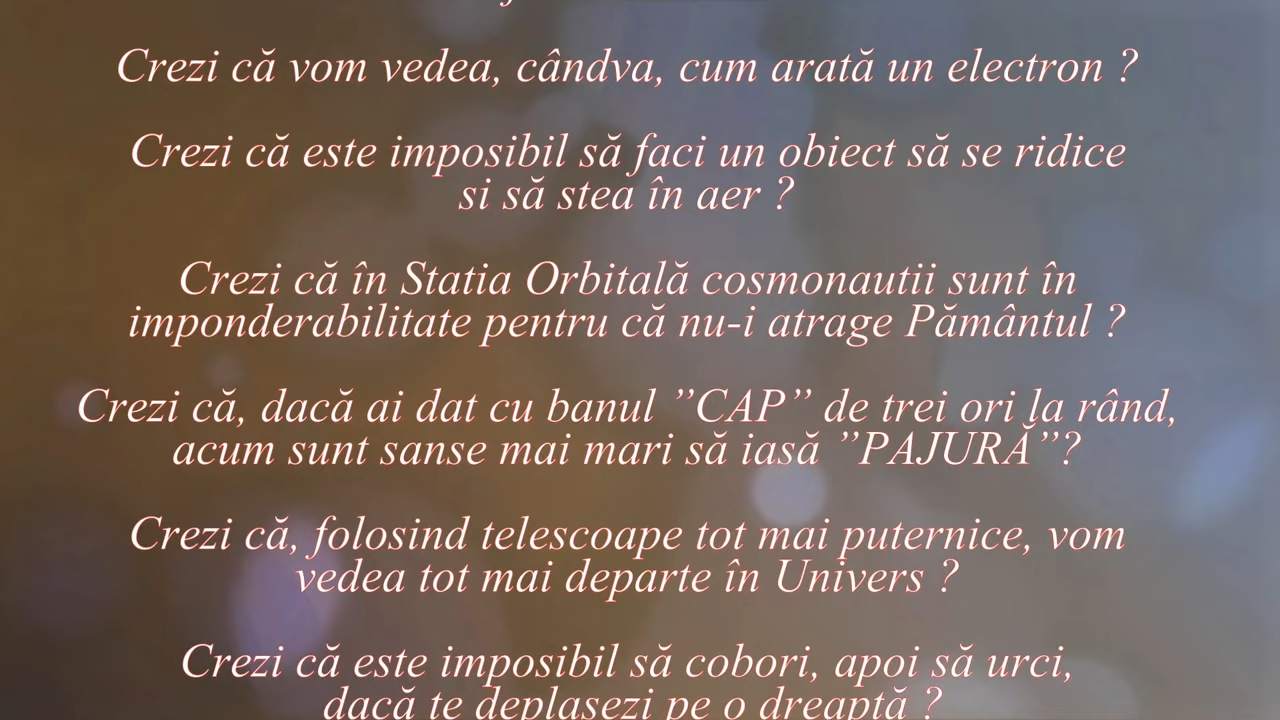 Crezi că vom vedea, cândva, cum arată un electron ?
Crezi că este imposibil să faci un obiect să se ridice
si să stea în aer ?
Crezi că în Statia Orbitală cosmonautii sunt în
imponderabilitate pentru că nu-i atrage Pământul ?
Crezi că, dacă ai dat cu banul ”CAP” de trei ori la rând,
acum sunt sanse mai mari să iasă ”PAJURĂ”?
Crezi că, folosind telescoape tot mai puternice, vom
vedea tot mai departe în Univers ?
Crezi că este imposibil să cobori, apoi să urci,
dacă te deplasezi pe o dreaptă ?